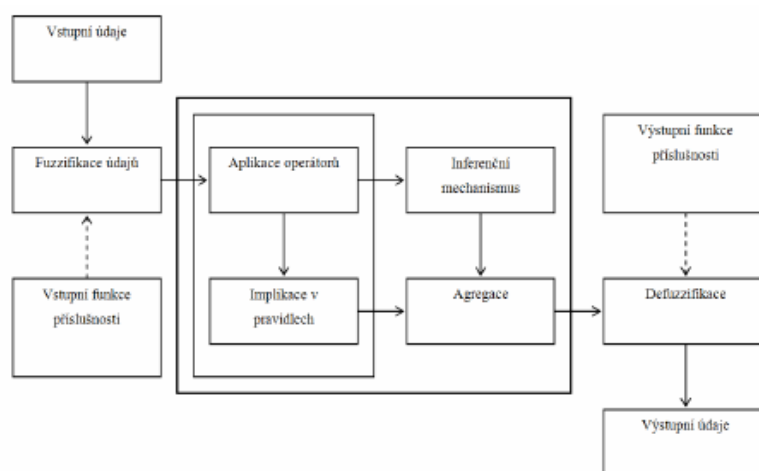 Vstupní údaje
Fuzzifikace údajů
Vstupní funkce
příslušnosti
Aplikace operátorů
Implikace v
pravidlech
Inferenční
mechanismus
Agregace
Výstupní funkce
příslušnosti
Defuzzifikace
Výstupní údaje